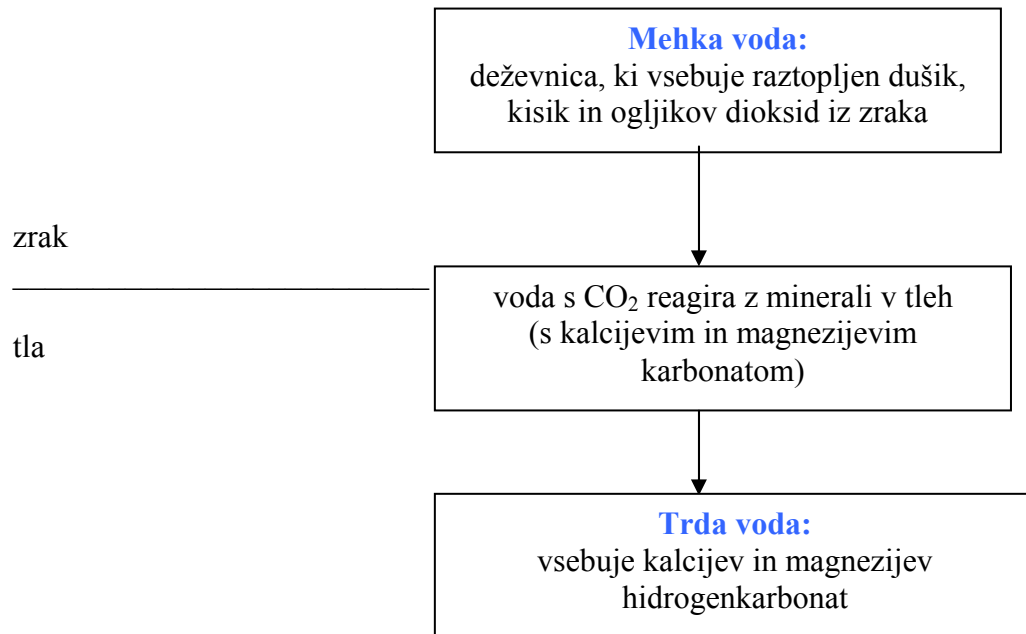 Mehka voda:
deževnica, ki vsebuje raztopljen dušik,
kisik in ogljikov dioksid iz zraka
zrak
voda s CO₂ reagira z minerali v tleh
(s kalcijevim in magnezijevim
karbonatom)
tla
Trda voda:
vsebuje kalcijev in magnezijev
hidrogenkarbonat